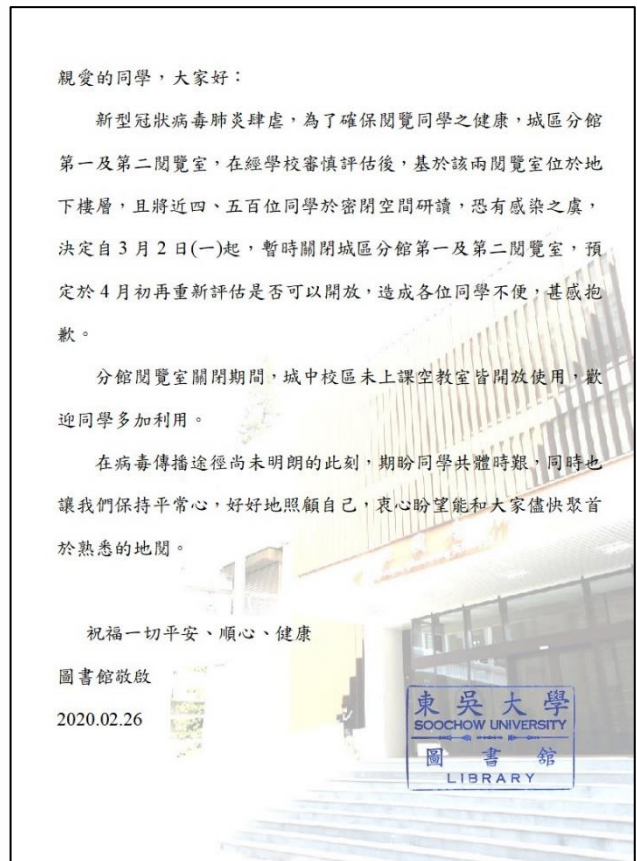 親愛的同學，大家好：
新型冠狀病毒肺炎肆虐，為了確保閱覽同學之健康，城區分館
第一及第二閱覽室，在經學校審慎評估後，基於該兩閱覽室位於地
下樓層，且將近四、五百位同學於密閉空間研讀，恐有感染之虞，
決定自 3 月 2 日(一)起，暫時關閉城區分館第一及第二閱覽室，預
定於 4 月初再重新評估是否可以開放，造成各位同學不便，甚感抱
歉。
分館閱覽室關閉期間，城中校區未上課空教室皆開放使用，歡
迎同學多加利用。
在病毒傳播途徑尚未明朗的此刻，期盼同學共體時艱，同時也
讓我們保持平常心，好好地照顧自己，衷心盼望能和大家儘快聚首
於熟悉的地閱。
祝福一切平安、順心、健康
圖書館敬啟
2020.02.26
東吳大學
SOOCHOW UNIVERSITY
圖書館
LIBRARY